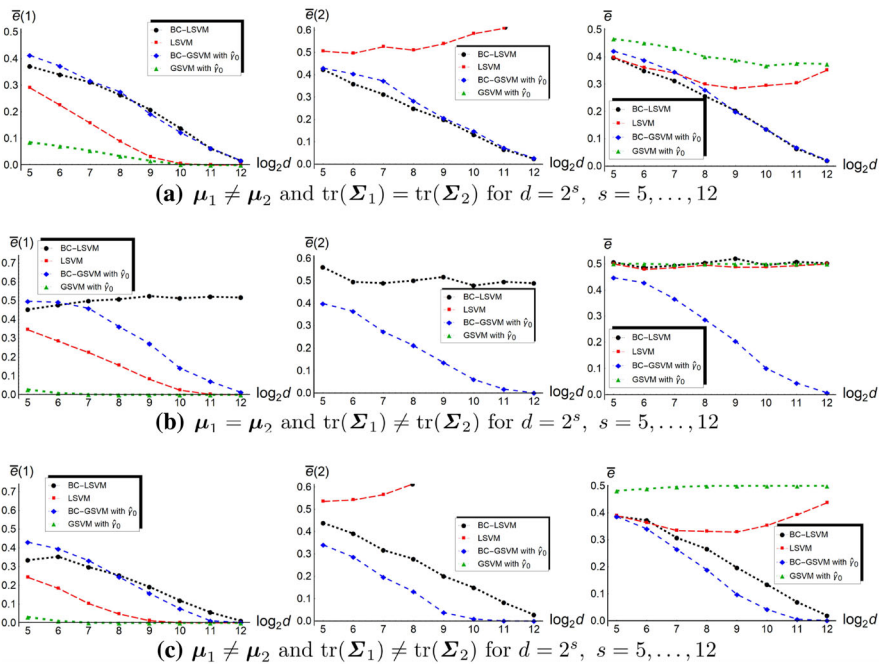 e̅(1)
0.5
0.4
0.3
0.2
0.1
0.0
5 6 7 8 9 10 11 12
log₂d
BC-LSVM
LSVM
BC-GSVM with γ̂₀
GSVM with γ̂₀
e̅(2)
0.6
0.5
0.4
0.3
0.2
0.1
0.0
5 6 7 8 9 10 11 12
log₂d
BC-LSVM
LSVM
BC-GSVM with γ̂₀
GSVM with γ̂₀
e̅
0.5
0.4
0.3
0.2
0.1
0.0
5 6 7 8 9 10 11 12
log₂d
BC-LSVM
LSVM
BC-GSVM with γ̂₀
GSVM with γ̂₀
(a) μ₁ ≠ μ₂ and tr(Σ₁) = tr(Σ₂) for d = 2ˢ, s = 5, . . . , 12
e̅(1)
0.7
0.6
0.5
0.4
0.3
0.2
0.1
0.0
5 6 7 8 9 10 11 12
log₂d
BC-LSVM
LSVM
BC-GSVM with γ̂₀
GSVM with γ̂₀
e̅(2)
0.6
0.5
0.4
0.3
0.2
0.1
0.0
5 6 7 8 9 10 11 12
log₂d
BC-LSVM
LSVM
BC-GSVM with γ̂₀
GSVM with γ̂₀
e̅
0.7
0.6
0.5
0.4
0.3
0.2
0.1
0.0
5 6 7 8 9 10 11 12
log₂d
BC-LSVM
LSVM
BC-GSVM with γ̂₀
GSVM with γ̂₀
(b) μ₁ = μ₂ and tr(Σ₁) ≠ tr(Σ₂) for d = 2ˢ, s = 5, . . . , 12
e̅(1)
0.7
0.6
0.5
0.4
0.3
0.2
0.1
0.0
5 6 7 8 9 10 11 12
log₂d
BC-LSVM
LSVM
BC-GSVM with γ̂₀
GSVM with γ̂₀
e̅(2)
0.6
0.5
0.4
0.3
0.2
0.1
0.0
5 6 7 8 9 10 11 12
log₂d
BC-LSVM
LSVM
BC-GSVM with γ̂₀
GSVM with γ̂₀
e̅
0.5
0.4
0.3
0.2
0.1
0.0
5 6 7 8 9 10 11 12
log₂d
BC-LSVM
LSVM
BC-GSVM with γ̂₀
GSVM with γ̂₀
(c) μ₁ ≠ μ₂ and tr(Σ₁) ≠ tr(Σ₂) for d = 2ˢ, s = 5, . . . , 12